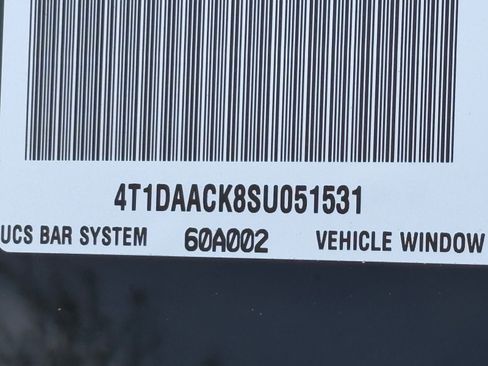 4T1DAACK8SU051531
UCS BAR SYSTEM 60A002 VEHICLE WINDOW